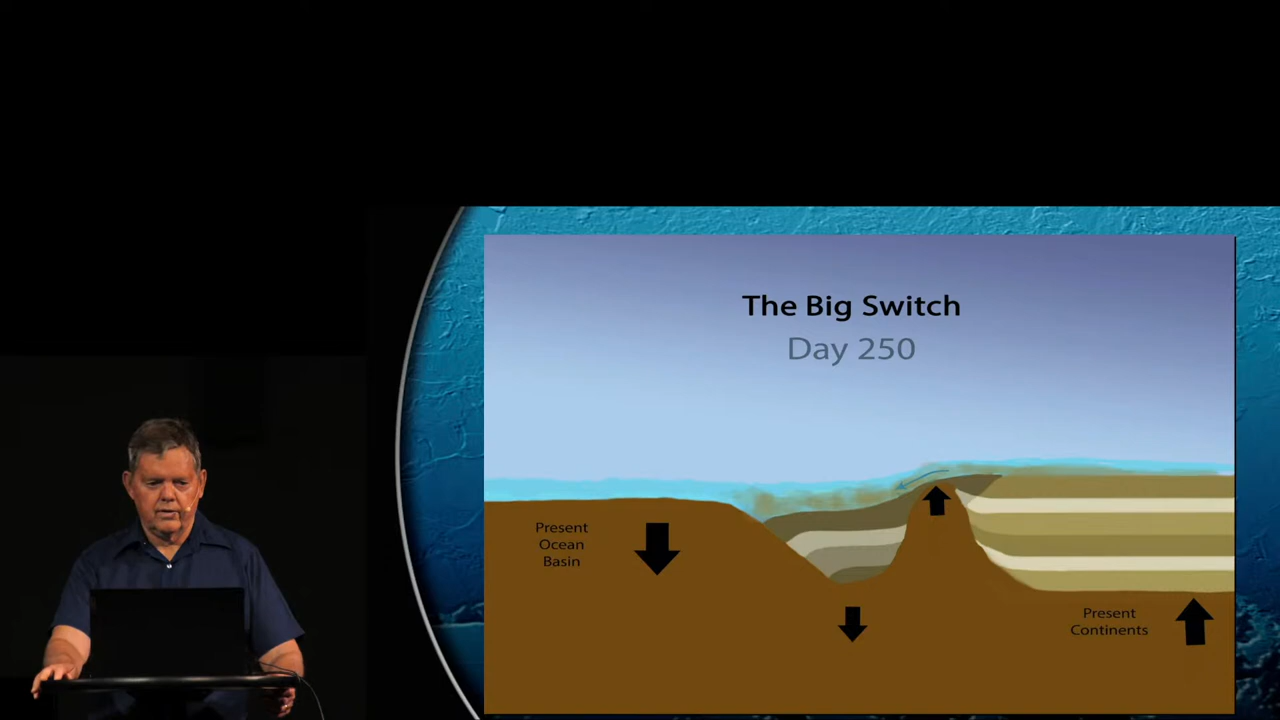 The Big Switch
Day 250
Present
Ocean
Basin
Present
Continents